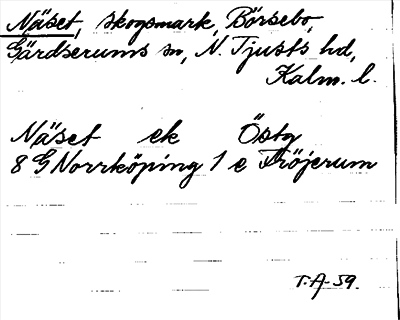 Näset, skogsmark, Börsebo,
Gärdserums sn, N. Tjusts hd,
Kalm. l.
Näset ek Östg
8 G Norrköping 1 e Fröjerum
T.A-59.